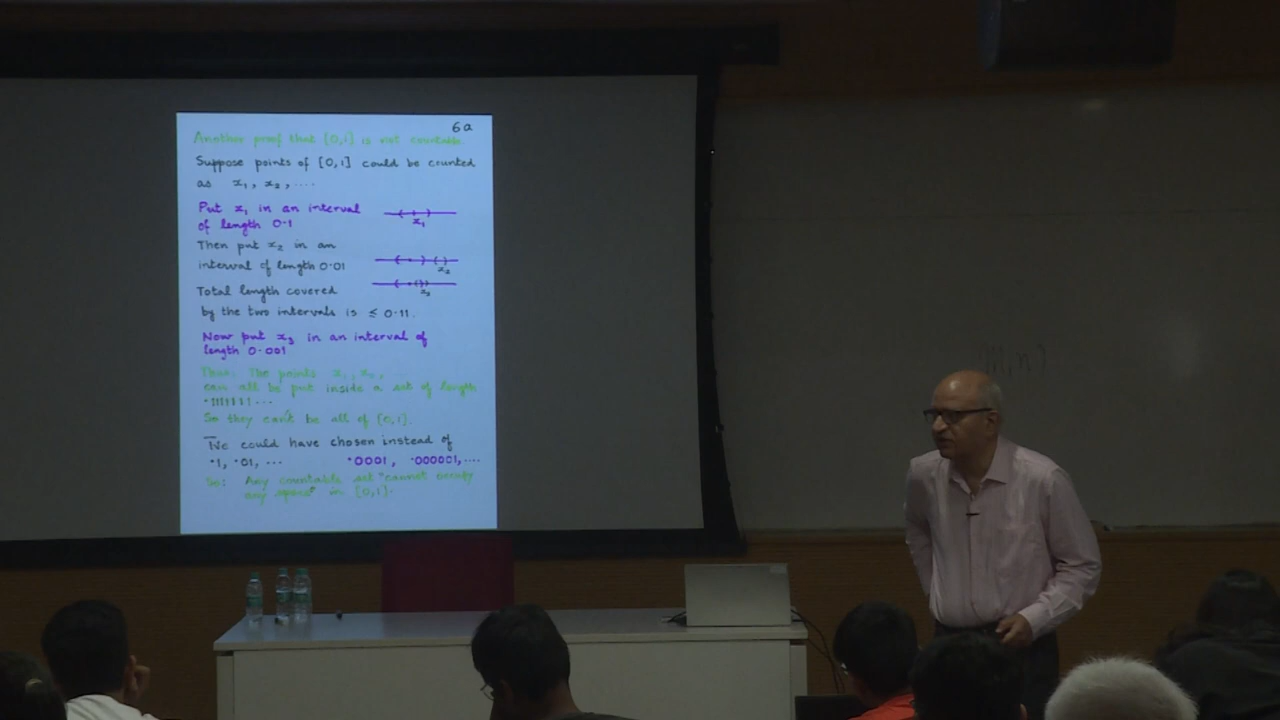 6a
Another proof that [0,1] is not countable.
Suppose points of [0,1] could be counted
as x₁, x₂, ....
Put x₁ in an interval
of length 0·1
x₁
Then put x₂ in an
interval of length 0·01
x₂
Total length covered
x₂
by the two intervals is ≤ 0·11.
Now put x₃ in an interval of
length 0·001
Thus: The points x₁, x₂, ...
can all be put inside a set of length
·1111111...
So they can't be all of [0,1].
We could have chosen instead of
·1, ·01, ... ·0001, ·000001, ....
So: Any countable set "cannot occupy
any space" in [0,1].